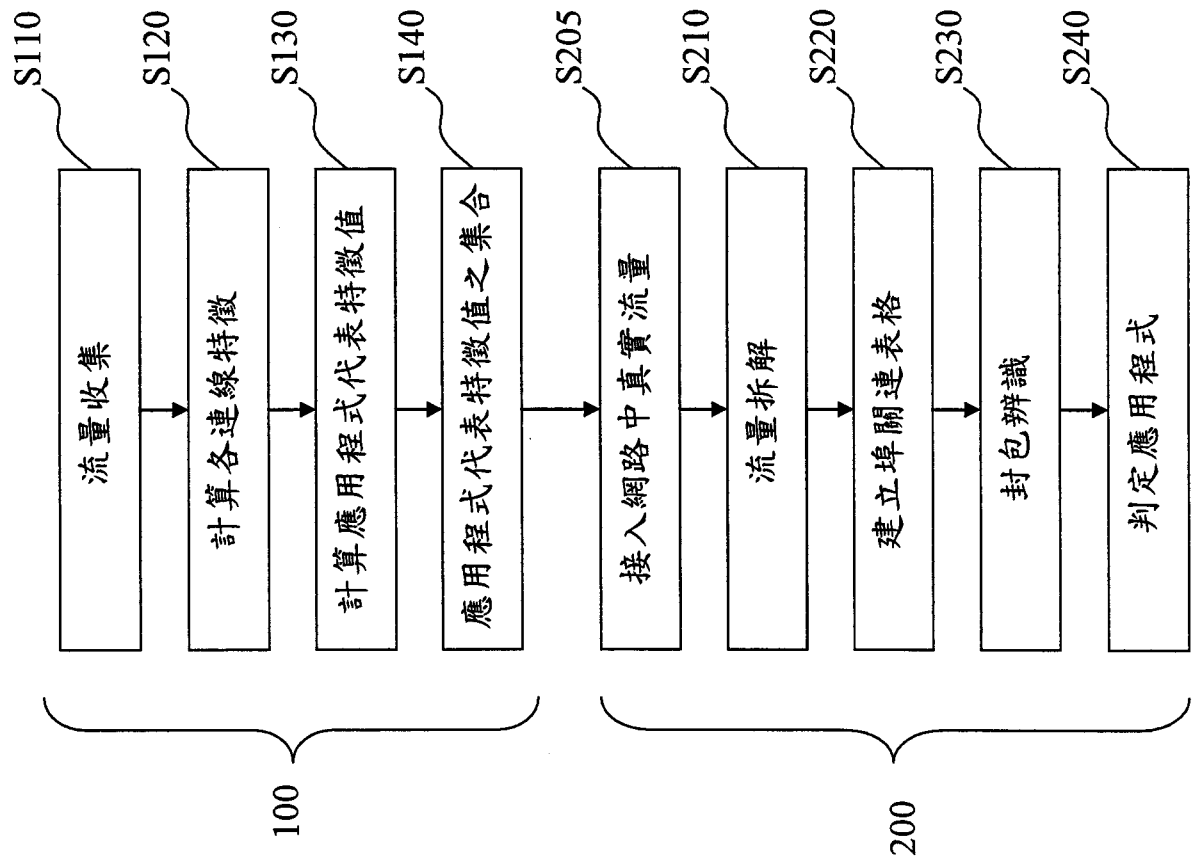 100
流量收集
S110
計算各連線特徵
S120
計算應用程式代表特徵值
S130
應用程式代表特徵值之集合
S140
200
接入網路中真實流量
S205
流量拆解
S210
建立埠關連表格
S220
封包辨識
S230
判定應用程式
S240